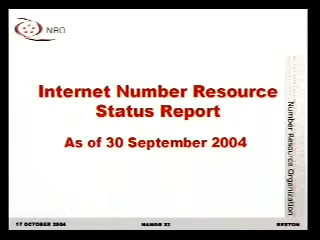 NRO
Internet Number Resource
Status Report
As of 30 September 2004
Number Resource Organization
17 OCTOBER 2004
NANOG 32
RESTON